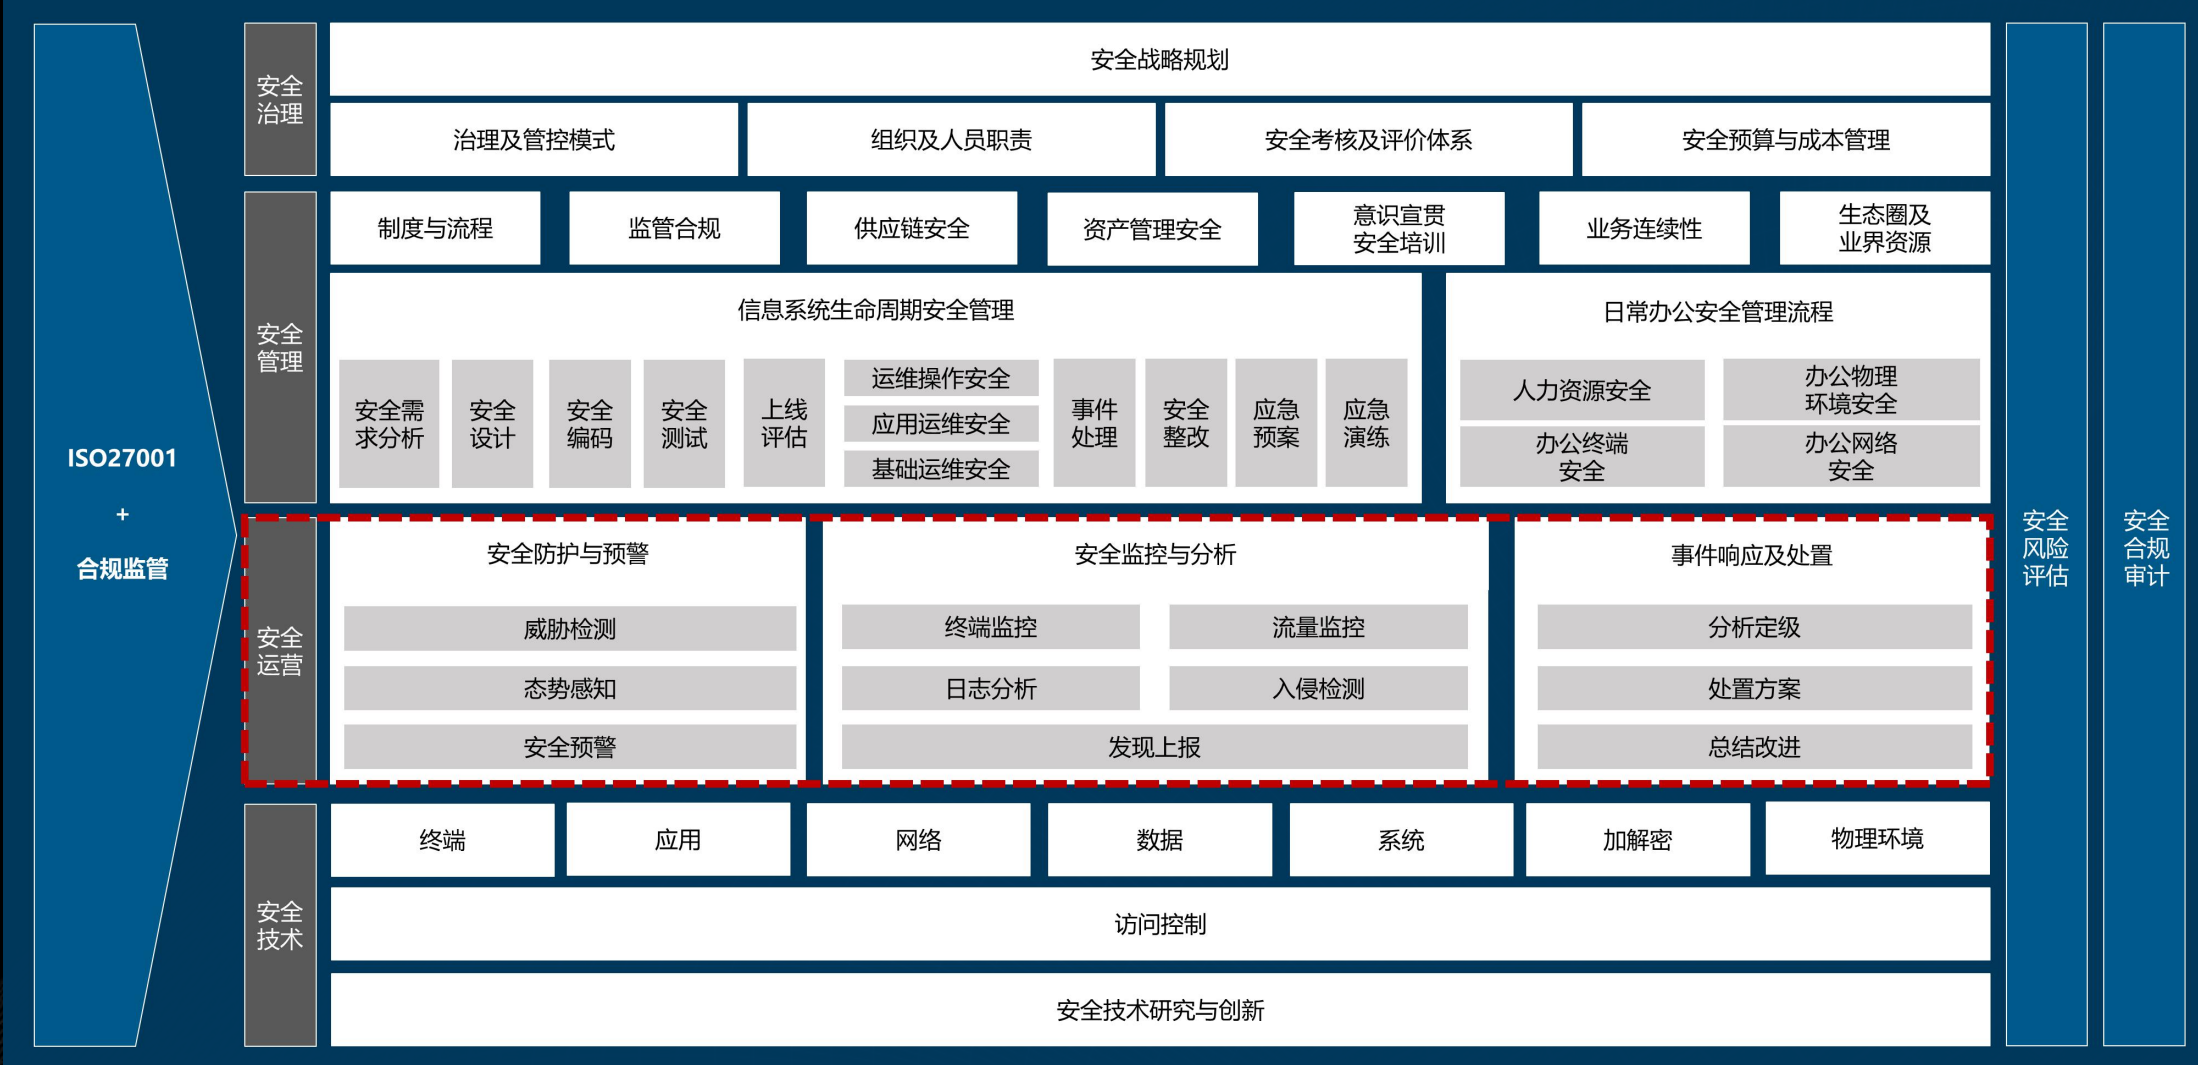 ISO27001
+
合规监管
安全
治理
安全战略规划
治理及管控模式
组织及人员职责
安全考核及评价体系
安全预算与成本管理
安全
管理
制度与流程
监管合规
供应链安全
资产管理安全
意识宣贯
安全培训
业务连续性
生态圈及
业界资源
信息系统生命周期安全管理
安全需
求分析
安全
设计
安全
编码
安全
测试
上线
评估
运维操作安全
应用运维安全
基础运维安全
事件
处理
安全
整改
应急
预案
应急
演练
日常办公安全管理流程
人力资源安全
办公物理
环境安全
办公终端
安全
办公网络
安全
安全
运营
安全防护与预警
威胁检测
态势感知
安全预警
安全监控与分析
终端监控
流量监控
日志分析
入侵检测
发现上报
事件响应及处置
分析定级
处置方案
总结改进
安全
技术
终端
应用
网络
数据
系统
加解密
物理环境
访问控制
安全技术研究与创新
安全
风险
评估
安全
合规
审计